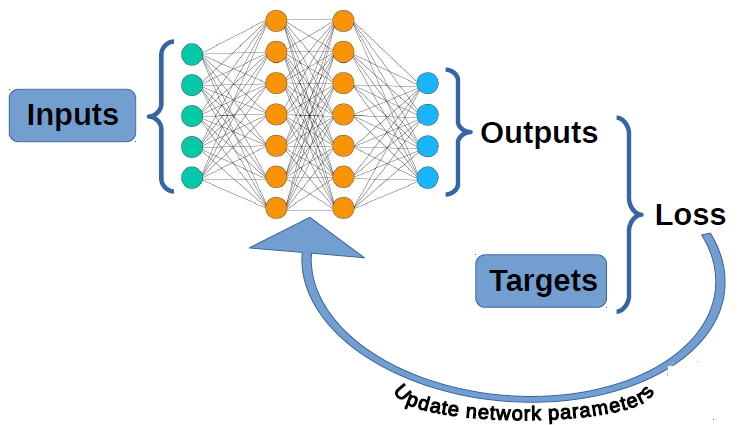 Inputs
Outputs
Loss
Targets
Update network parameters